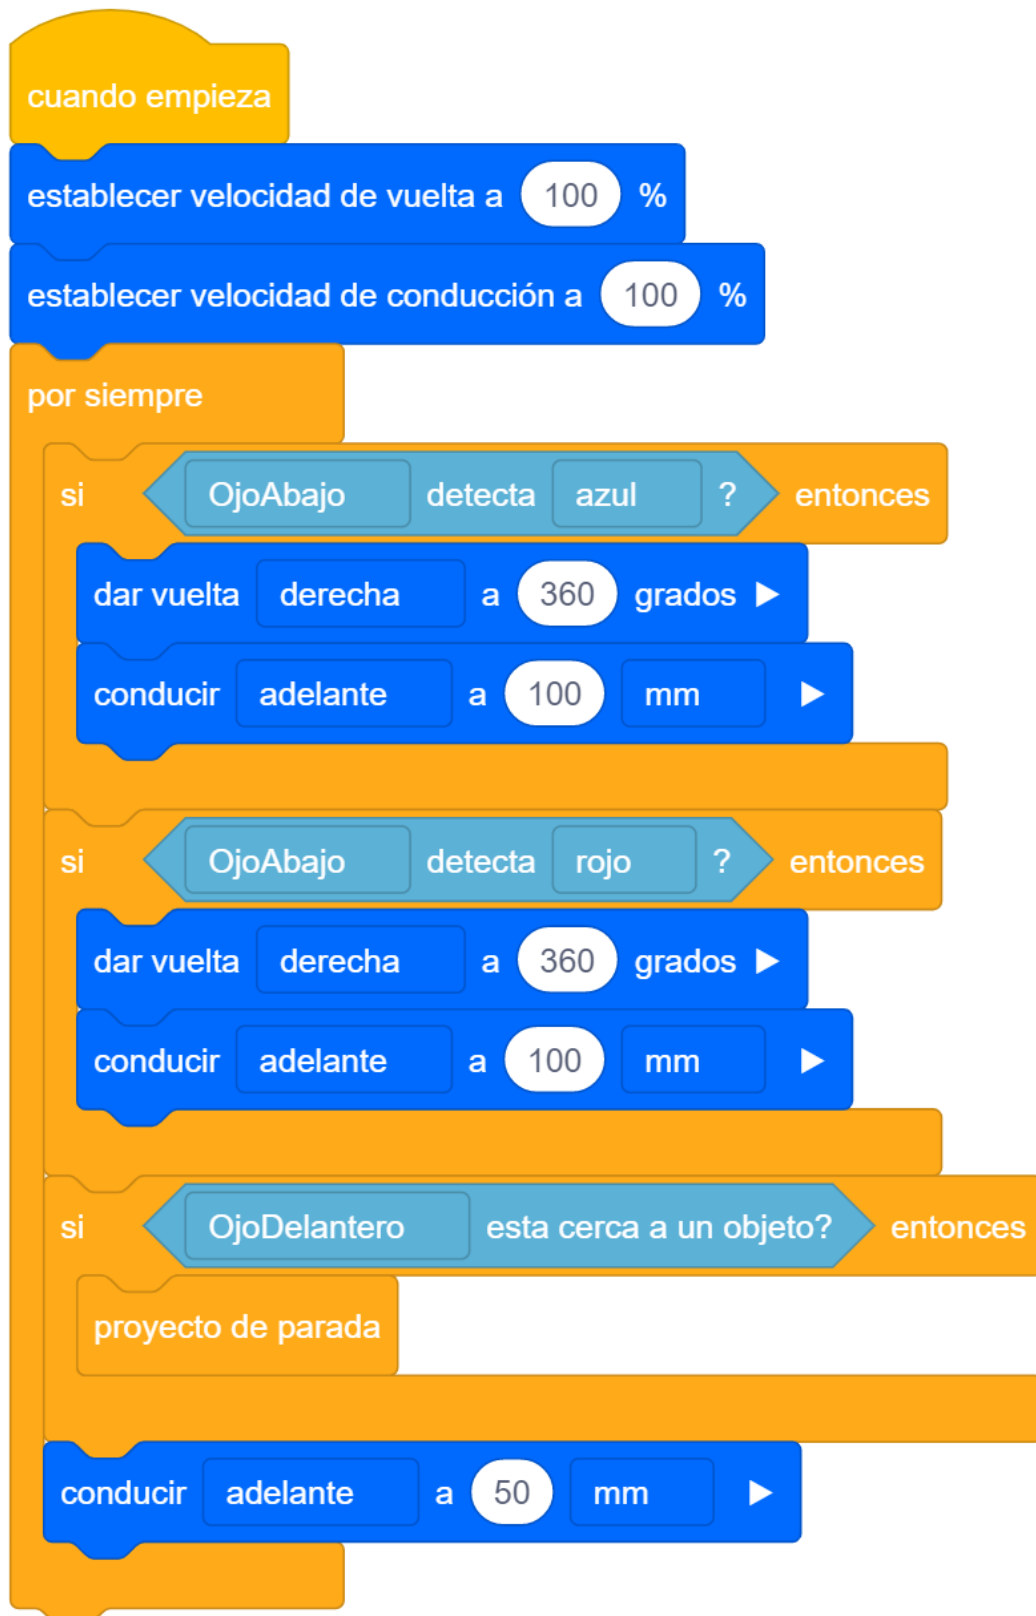 cuando empieza
establecer velocidad de vuelta a 100 %
establecer velocidad de conducción a 100 %
por siempre
si OjoAbajo detecta azul ? entonces
dar vuelta derecha a 360 grados
conducir adelante a 100 mm
si OjoAbajo detecta rojo ? entonces
dar vuelta derecha a 360 grados
conducir adelante a 100 mm
si OjoDelantero esta cerca a un objeto? entonces
proyecto de parada
conducir adelante a 50 mm